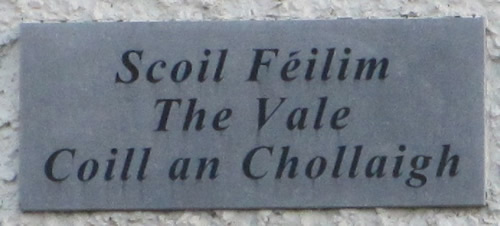 Scoil Féilim
The Vale
Coill an Chollaigh